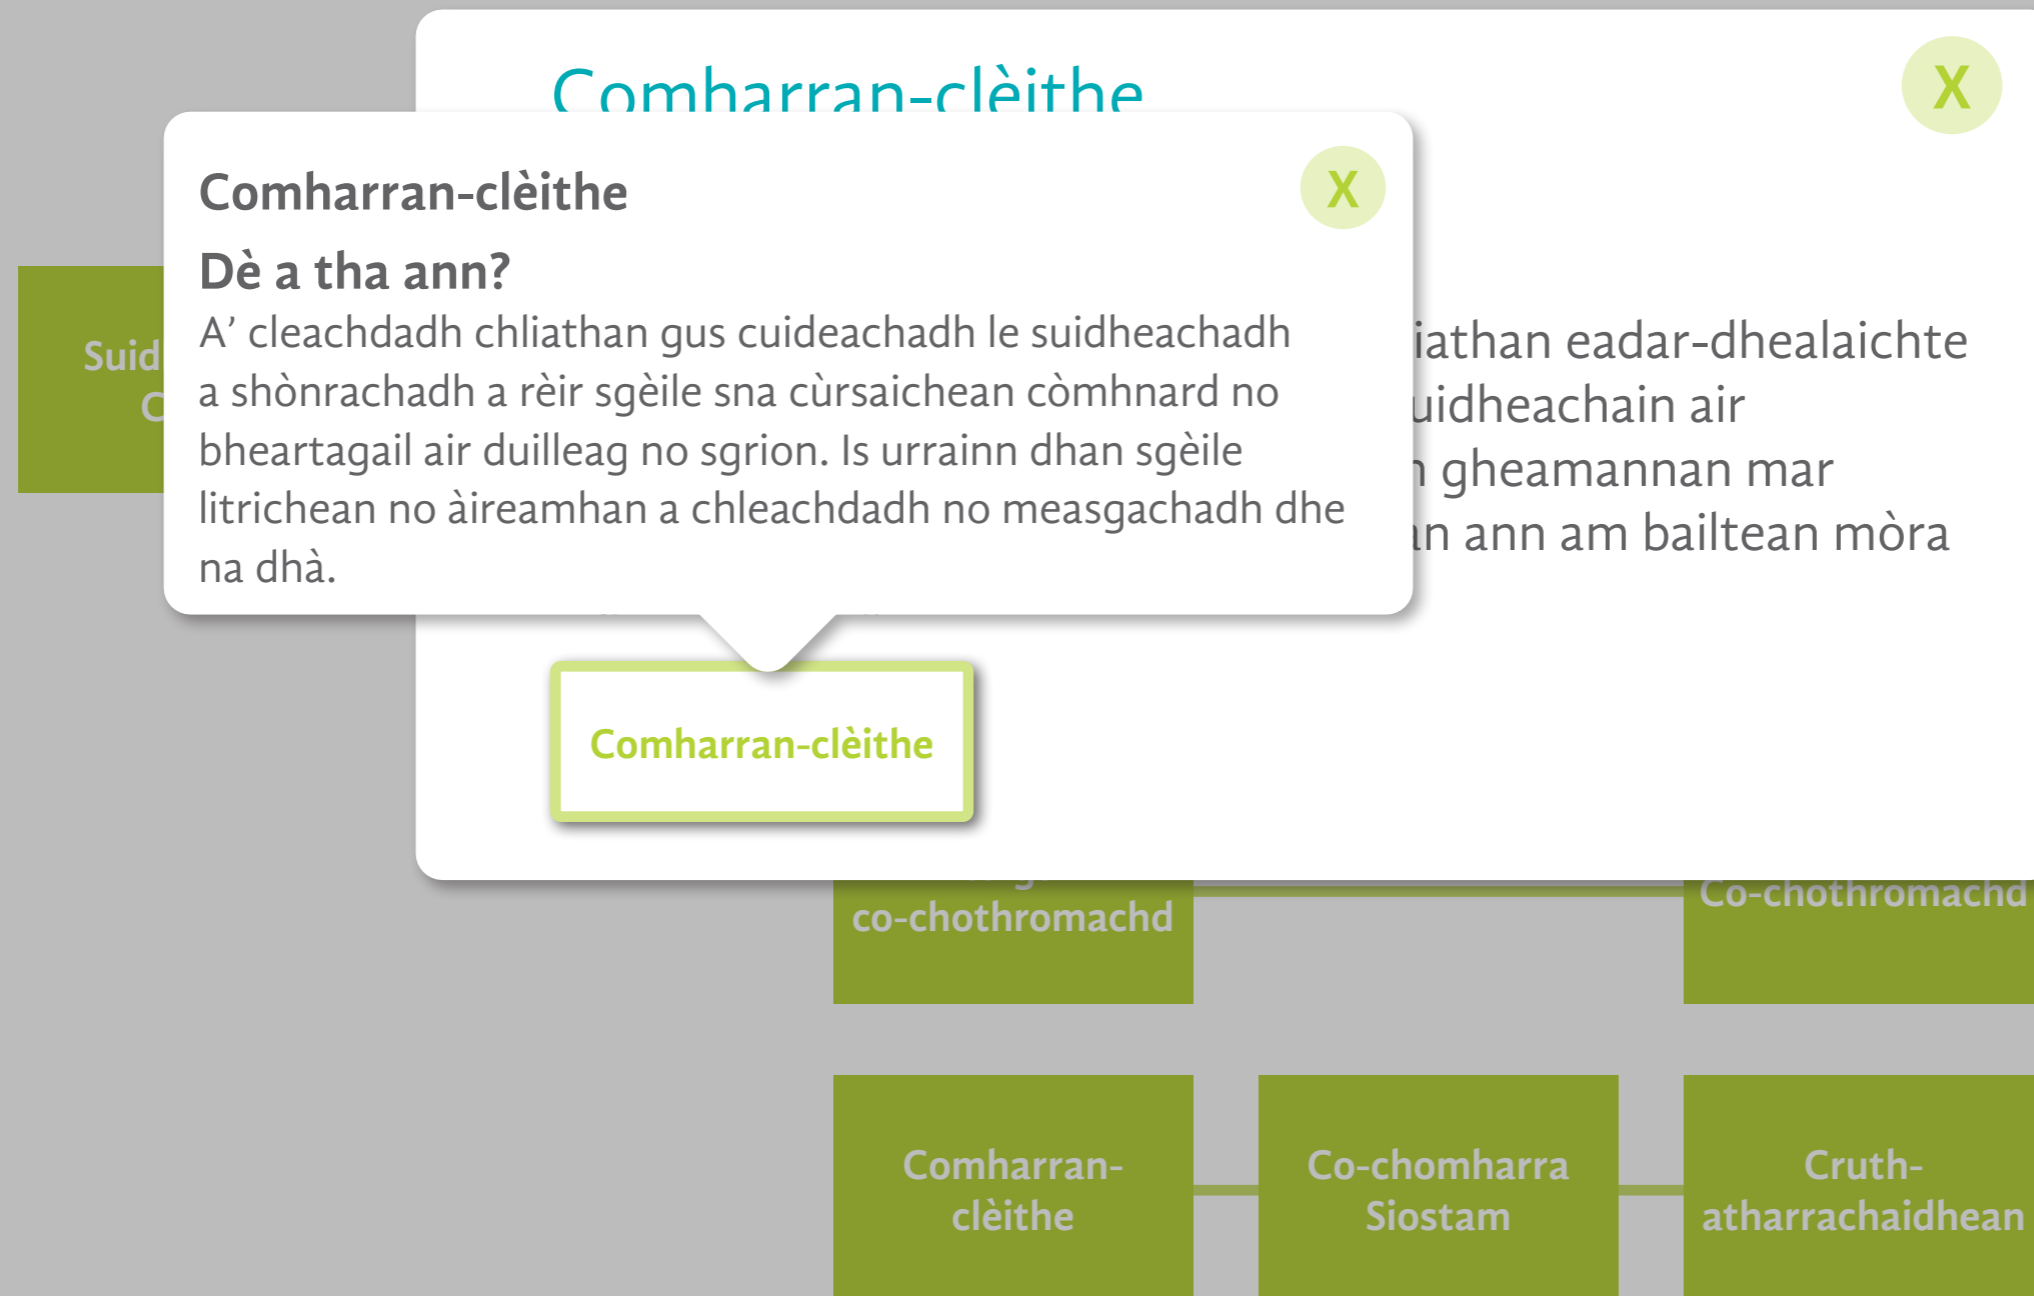 Comharran-clèithe
X
Comharran-clèithe
X
Dè a tha ann?
A’ cleachdadh chliathan gus cuideachadh le suidheachadh
a shònrachadh a rèir sgèile sna cùrsaichean còmhnard no
bheartagail air duilleag no sgrion. Is urrainn dhan sgèile
litrichean no àireamhan a chleachdadh no measgachadh dhe
na dhà.
eadar-dhealaichte
air
gheamannan mar
ann am bailtean mòra
Comharran-clèithe
co-chothromachd
Co-chothromachd
Comharran-
clèithe
Co-chomharra
Siostam
Cruth-
atharrachaidhean